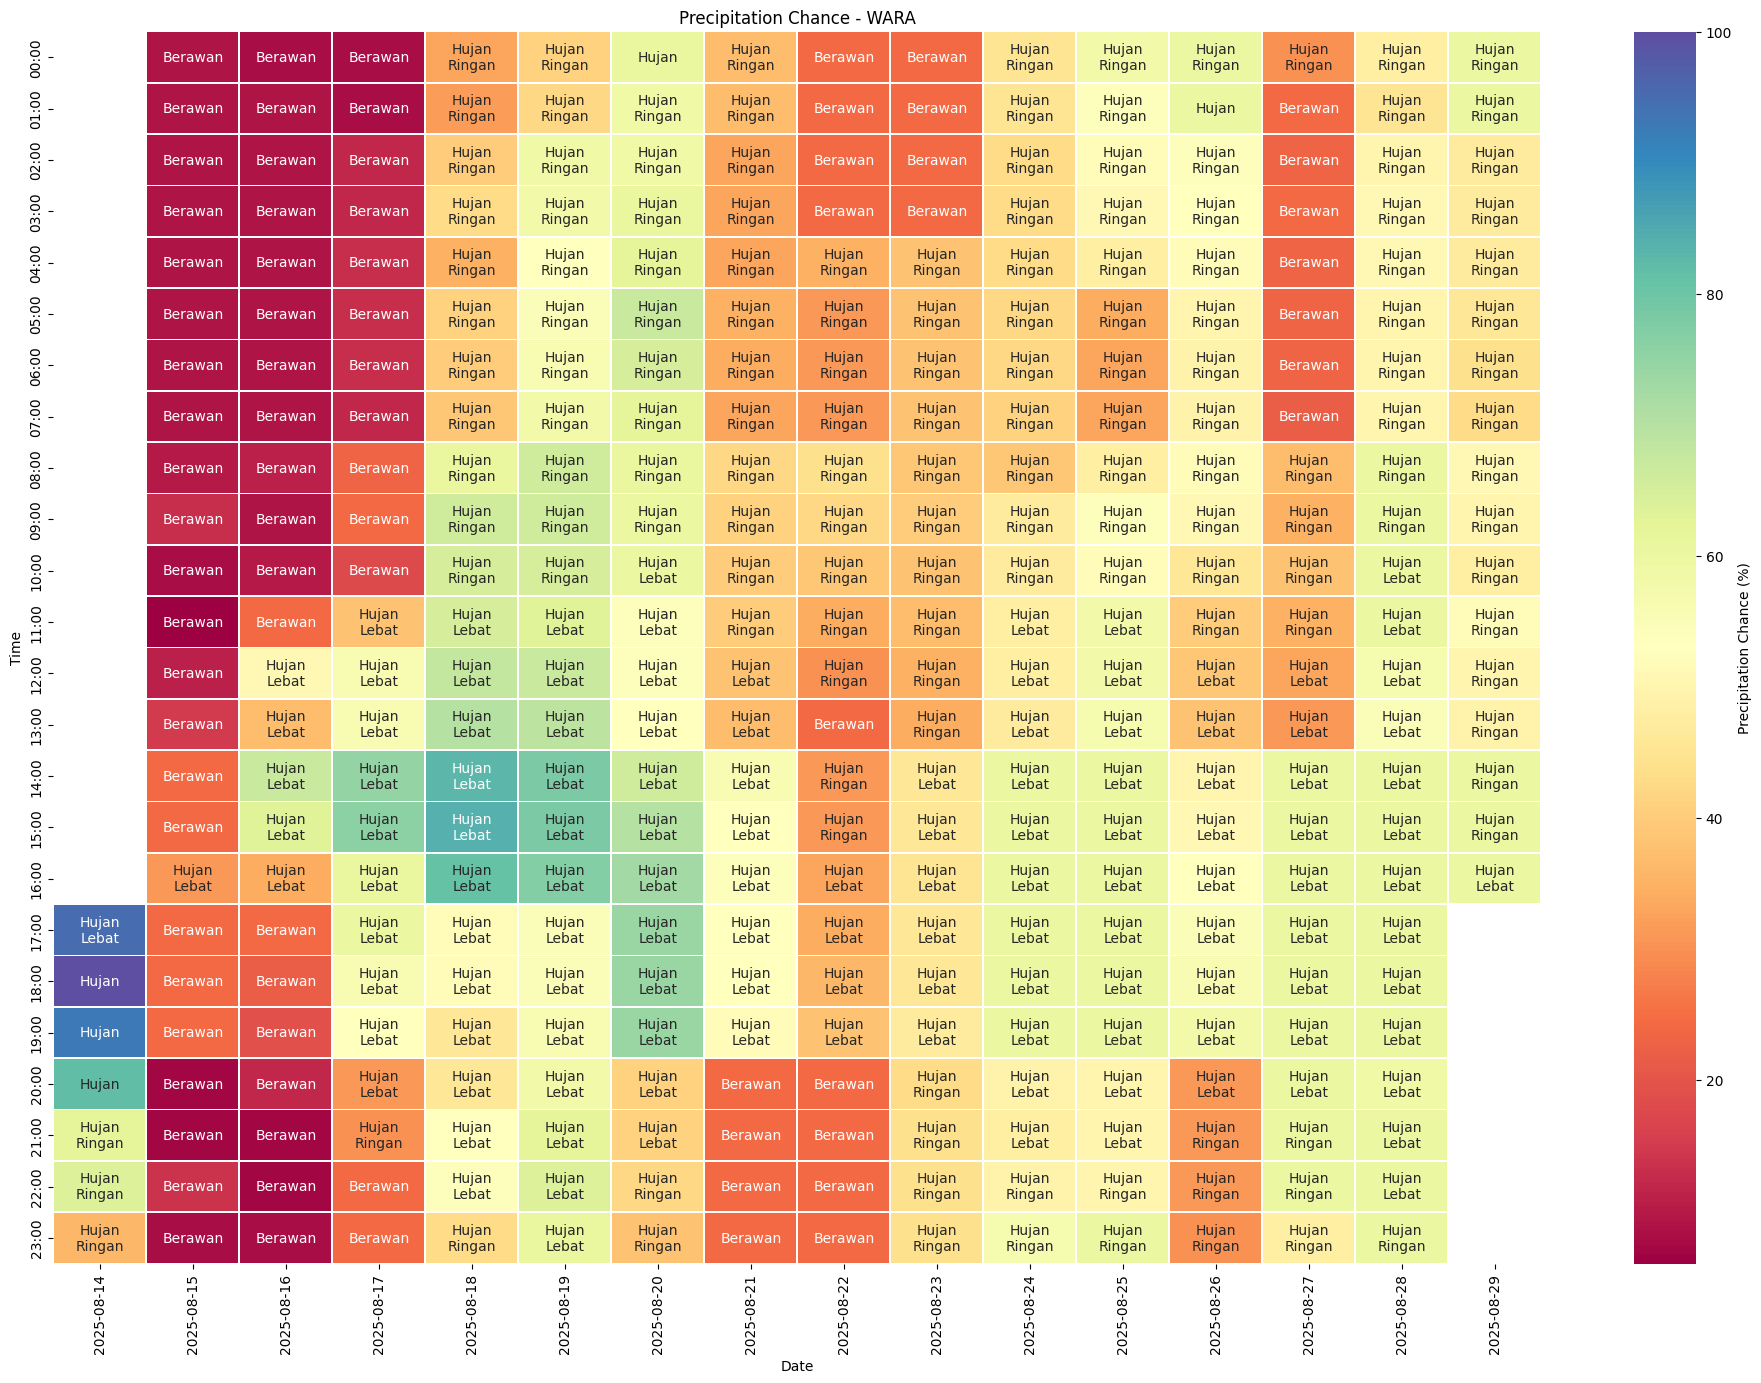 Precipitation Chance - WARA
00:00 Berawan Berawan Berawan Hujan Ringan Hujan Ringan Hujan Hujan Ringan Berawan Berawan Hujan Ringan Hujan Ringan Hujan Ringan Hujan Ringan Hujan Ringan Hujan Ringan
01:00 Berawan Berawan Berawan Hujan Ringan Hujan Ringan Hujan Ringan Hujan Ringan Berawan Berawan Hujan Ringan Hujan Ringan Hujan Berawan Hujan Ringan Hujan Ringan
02:00 Berawan Berawan Berawan Hujan Ringan Hujan Ringan Hujan Ringan Hujan Ringan Berawan Berawan Hujan Ringan Hujan Ringan Hujan Ringan Berawan Hujan Ringan Hujan Ringan
03:00 Berawan Berawan Berawan Hujan Ringan Hujan Ringan Hujan Ringan Hujan Ringan Berawan Berawan Hujan Ringan Hujan Ringan Hujan Ringan Berawan Hujan Ringan Hujan Ringan
04:00 Berawan Berawan Berawan Hujan Ringan Hujan Ringan Hujan Ringan Hujan Ringan Hujan Ringan Hujan Ringan Hujan Ringan Hujan Ringan Hujan Ringan Berawan Hujan Ringan Hujan Ringan
05:00 Berawan Berawan Berawan Hujan Ringan Hujan Ringan Hujan Ringan Hujan Ringan Hujan Ringan Hujan Ringan Hujan Ringan Hujan Ringan Hujan Ringan Berawan Hujan Ringan Hujan Ringan
06:00 Berawan Berawan Berawan Hujan Ringan Hujan Ringan Hujan Ringan Hujan Ringan Hujan Ringan Hujan Ringan Hujan Ringan Hujan Ringan Hujan Ringan Berawan Hujan Ringan Hujan Ringan
07:00 Berawan Berawan Berawan Hujan Ringan Hujan Ringan Hujan Ringan Hujan Ringan Hujan Ringan Hujan Ringan Hujan Ringan Hujan Ringan Hujan Ringan Berawan Hujan Ringan Hujan Ringan
08:00 Berawan Berawan Berawan Hujan Ringan Hujan Ringan Hujan Ringan Hujan Ringan Hujan Ringan Hujan Ringan Hujan Ringan Hujan Ringan Hujan Ringan Hujan Ringan Hujan Ringan Hujan Ringan
09:00 Berawan Berawan Berawan Hujan Ringan Hujan Ringan Hujan Ringan Hujan Ringan Hujan Ringan Hujan Ringan Hujan Ringan Hujan Ringan Hujan Ringan Hujan Ringan Hujan Ringan Hujan Ringan
10:00 Berawan Berawan Berawan Hujan Ringan Hujan Ringan Hujan Lebat Hujan Ringan Hujan Ringan Hujan Ringan Hujan Ringan Hujan Ringan Hujan Ringan Hujan Ringan Hujan Lebat Hujan Ringan
11:00 Berawan Berawan Hujan Lebat Hujan Lebat Hujan Lebat Hujan Lebat Hujan Ringan Hujan Ringan Hujan Ringan Hujan Lebat Hujan Lebat Hujan Ringan Hujan Ringan Hujan Lebat Hujan Ringan
12:00 Berawan Hujan Lebat Hujan Lebat Hujan Lebat Hujan Lebat Hujan Lebat Hujan Lebat Hujan Ringan Hujan Ringan Hujan Lebat Hujan Lebat Hujan Lebat Hujan Lebat Hujan Lebat Hujan Ringan
13:00 Berawan Hujan Lebat Hujan Lebat Hujan Lebat Hujan Lebat Hujan Lebat Hujan Lebat Berawan Hujan Ringan Hujan Lebat Hujan Lebat Hujan Lebat Hujan Lebat Hujan Lebat Hujan Ringan
14:00 Berawan Hujan Lebat Hujan Lebat Hujan Lebat Hujan Lebat Hujan Lebat Hujan Lebat Hujan Ringan Hujan Lebat Hujan Lebat Hujan Lebat Hujan Lebat Hujan Lebat Hujan Lebat Hujan Ringan
15:00 Berawan Hujan Lebat Hujan Lebat Hujan Lebat Hujan Lebat Hujan Lebat Hujan Lebat Hujan Ringan Hujan Lebat Hujan Lebat Hujan Lebat Hujan Lebat Hujan Lebat Hujan Lebat Hujan Ringan
16:00 Hujan Lebat Hujan Lebat Hujan Lebat Hujan Lebat Hujan Lebat Hujan Lebat Hujan Lebat Hujan Lebat Hujan Lebat Hujan Lebat Hujan Lebat Hujan Lebat Hujan Lebat Hujan Lebat Hujan Lebat
17:00 Hujan Lebat Berawan Berawan Hujan Lebat Hujan Lebat Hujan Lebat Hujan Lebat Hujan Lebat Hujan Lebat Hujan Lebat Hujan Lebat Hujan Lebat Hujan Lebat Hujan Lebat Hujan Lebat
18:00 Hujan Berawan Berawan Hujan Lebat Hujan Lebat Hujan Lebat Hujan Lebat Hujan Lebat Hujan Lebat Hujan Lebat Hujan Lebat Hujan Lebat Hujan Lebat Hujan Lebat Hujan Lebat
19:00 Hujan Berawan Berawan Hujan Lebat Hujan Lebat Hujan Lebat Hujan Lebat Hujan Lebat Hujan Lebat Hujan Lebat Hujan Lebat Hujan Lebat Hujan Lebat Hujan Lebat Hujan Lebat
20:00 Hujan Berawan Berawan Hujan Lebat Hujan Lebat Hujan Lebat Hujan Lebat Berawan Berawan Hujan Ringan Hujan Lebat Hujan Lebat Hujan Lebat Hujan Lebat Hujan Lebat
21:00 Hujan Ringan Berawan Berawan Hujan Ringan Hujan Lebat Hujan Lebat Hujan Lebat Berawan Berawan Hujan Ringan Hujan Lebat Hujan Lebat Hujan Ringan Hujan Ringan Hujan Lebat
22:00 Hujan Ringan Berawan Berawan Berawan Hujan Lebat Hujan Lebat Hujan Ringan Berawan Berawan Hujan Ringan Hujan Ringan Hujan Ringan Hujan Ringan Hujan Ringan Hujan Lebat
23:00 Hujan Ringan Berawan Berawan Berawan Hujan Ringan Hujan Lebat Hujan Ringan Berawan Berawan Hujan Ringan Hujan Ringan Hujan Ringan Hujan Ringan Hujan Ringan Hujan Ringan
Time
2025-08-14 2025-08-15 2025-08-16 2025-08-17 2025-08-18 2025-08-19 2025-08-20 2025-08-21 2025-08-22 2025-08-23 2025-08-24 2025-08-25 2025-08-26 2025-08-27 2025-08-28 2025-08-29
Date
100
80
60
40
20
Precipitation Chance (%)